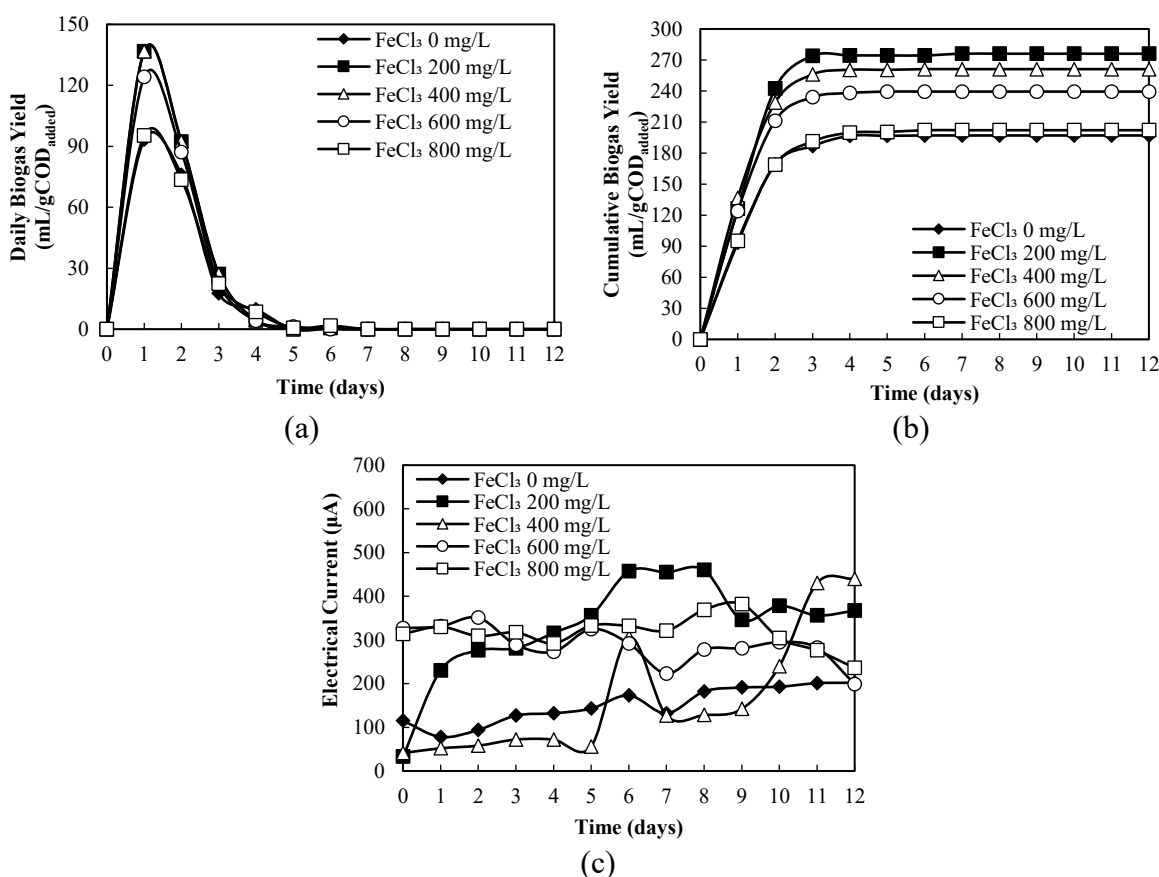 150
120
90
60
30
0
Daily Biogas Yield
(mL/gCOD_added)
FeCl₃ 0 mg/L
FeCl₃ 200 mg/L
FeCl₃ 400 mg/L
FeCl₃ 600 mg/L
FeCl₃ 800 mg/L
0 1 2 3 4 5 6 7 8 9 10 11 12
Time (days)
(a)
300
270
240
210
180
150
120
90
60
30
0
Cumulative Biogas Yield
(mL/gCOD_added)
FeCl₃ 0 mg/L
FeCl₃ 200 mg/L
FeCl₃ 400 mg/L
FeCl₃ 600 mg/L
FeCl₃ 800 mg/L
0 1 2 3 4 5 6 7 8 9 10 11 12
Time (days)
(b)
700
600
500
400
300
200
100
0
Electrical Current (µA)
FeCl₃ 0 mg/L
FeCl₃ 200 mg/L
FeCl₃ 400 mg/L
FeCl₃ 600 mg/L
FeCl₃ 800 mg/L
0 1 2 3 4 5 6 7 8 9 10 11 12
Time (days)
(c)